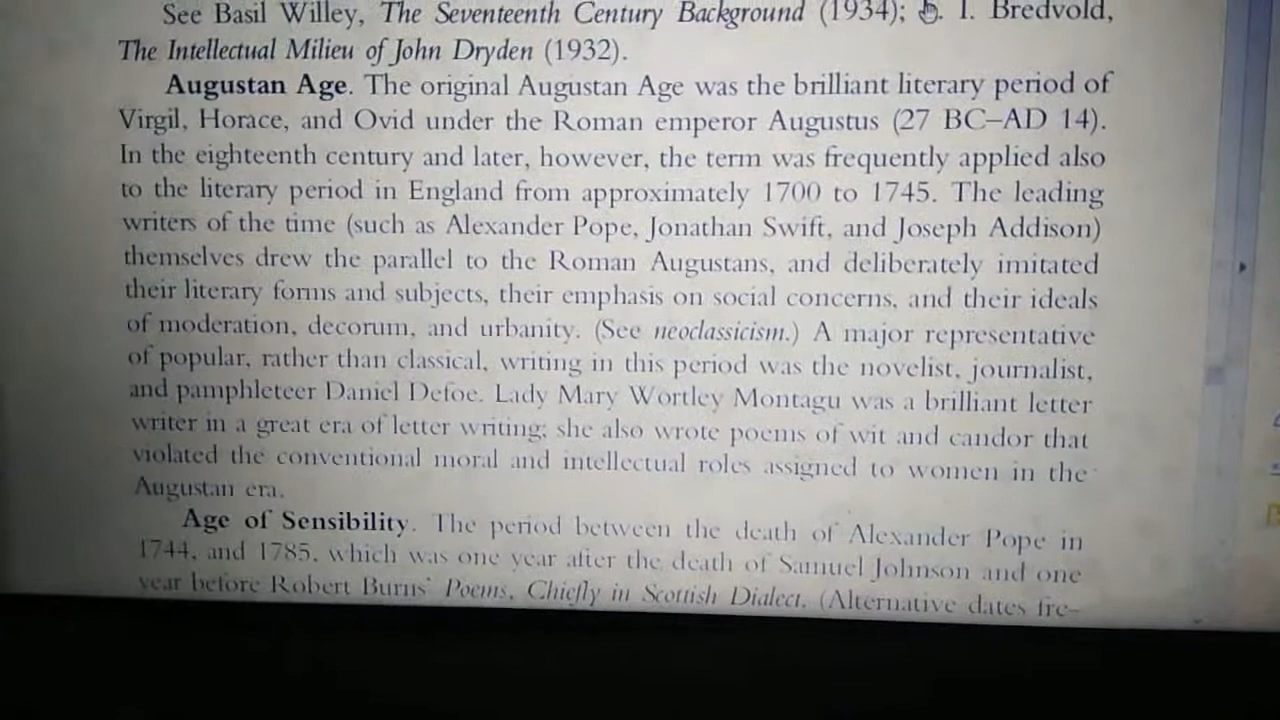 See Basil Willey, The Seventeenth Century Background (1934); I. Bredvold,
The Intellectual Milieu of John Dryden (1932).
Augustan Age. The original Augustan Age was the brilliant literary period of
Virgil, Horace, and Ovid under the Roman emperor Augustus (27 BC–AD 14).
In the eighteenth century and later, however, the term was frequently applied also
to the literary period in England from approximately 1700 to 1745. The leading
writers of the time (such as Alexander Pope, Jonathan Swift, and Joseph Addison)
themselves drew the parallel to the Roman Augustans, and deliberately imitated
their literary forms and subjects, their emphasis on social concerns, and their ideals
of moderation, decorum, and urbanity. (See neoclassicism.) A major representative
of popular, rather than classical, writing in this period was the novelist, journalist,
and pamphleteer Daniel Defoe. Lady Mary Wortley Montagu was a brilliant letter
writer in a great era of letter writing; she also wrote poems of wit and candor that
violated the conventional moral and intellectual roles assigned to women in the
Augustan era.
Age of Sensibility. The period between the death of Alexander Pope in
1744, and 1785, which was one year after the death of Samuel Johnson and one
year before Robert Burns' Poems, Chiefly in Scottish Dialect. (Alternative dates fre-